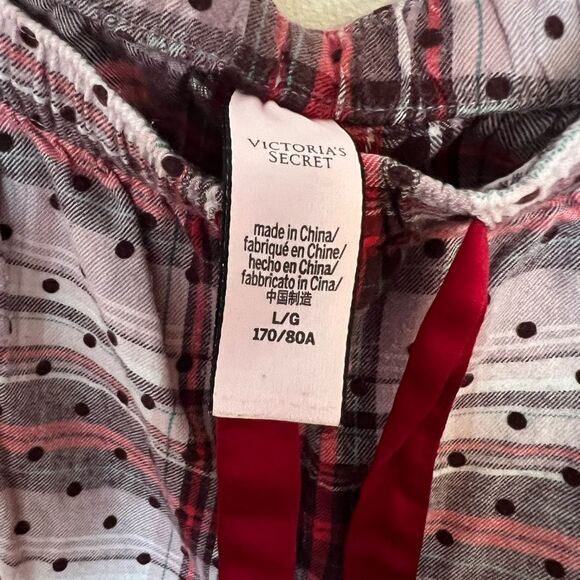 VICTORIA'S
SECRET
made in China/
fabriqué en Chine/
hecho en China/
fabbricato in Cina/
中国制造
L/G
170/80A